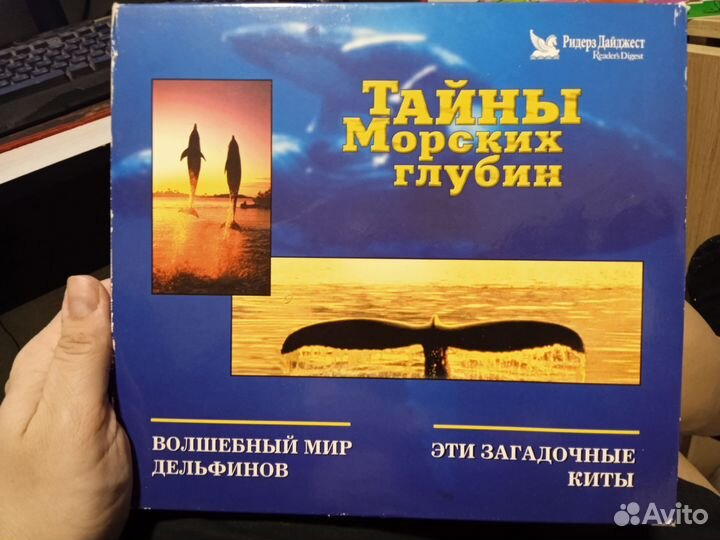 Ридерз Дайджест
Reader's Digest
ТАЙНЫ
МОРСКИХ
ГЛУБИН
ВОЛШЕБНЫЙ МИР
ДЕЛЬФИНОВ
ЭТИ ЗАГАДОЧНЫЕ
КИТЫ
Avito